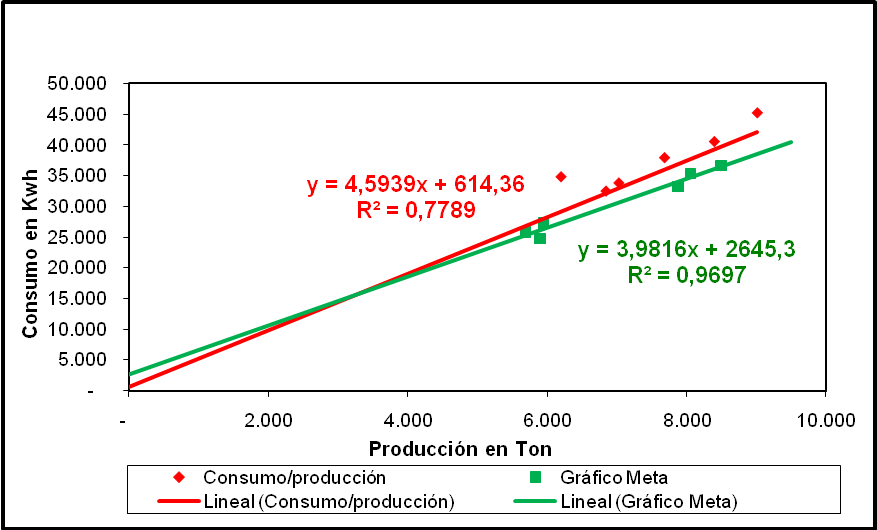 50.000
45.000
40.000
35.000
30.000
25.000
20.000
15.000
10.000
5.000
-
Consumo en Kwh
y = 4,5939x + 614,36
R² = 0,7789
y = 3,9816x + 2645,3
R² = 0,9697
- 2.000 4.000 6.000 8.000 10.000
Producción en Ton
Consumo/producción Gráfico Meta
Lineal (Consumo/producción) Lineal (Gráfico Meta)